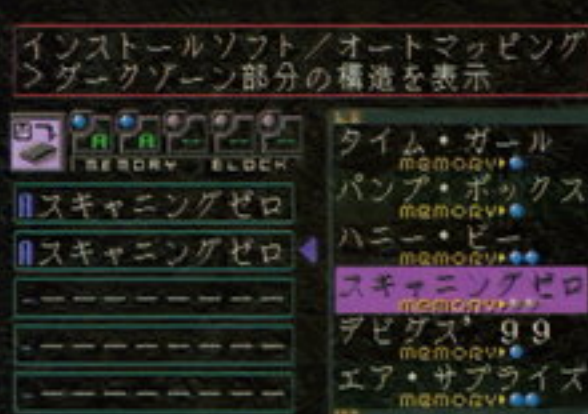 インストールソフト／オートマッピング
＞ダークゾーン部分の構造を表示
A A -- -- --
MEMORY BLOCK
Aスキャニングゼロ
Aスキャニングゼロ
----------
----------
----------
タイム・ガール
MEMORY
パンプ・ボックス
MEMORY
ハニー・ビー
MEMORY
スキャニングゼロ
MEMORY
デビグズ'99
MEMORY
エア・サプライズ
MEMORY